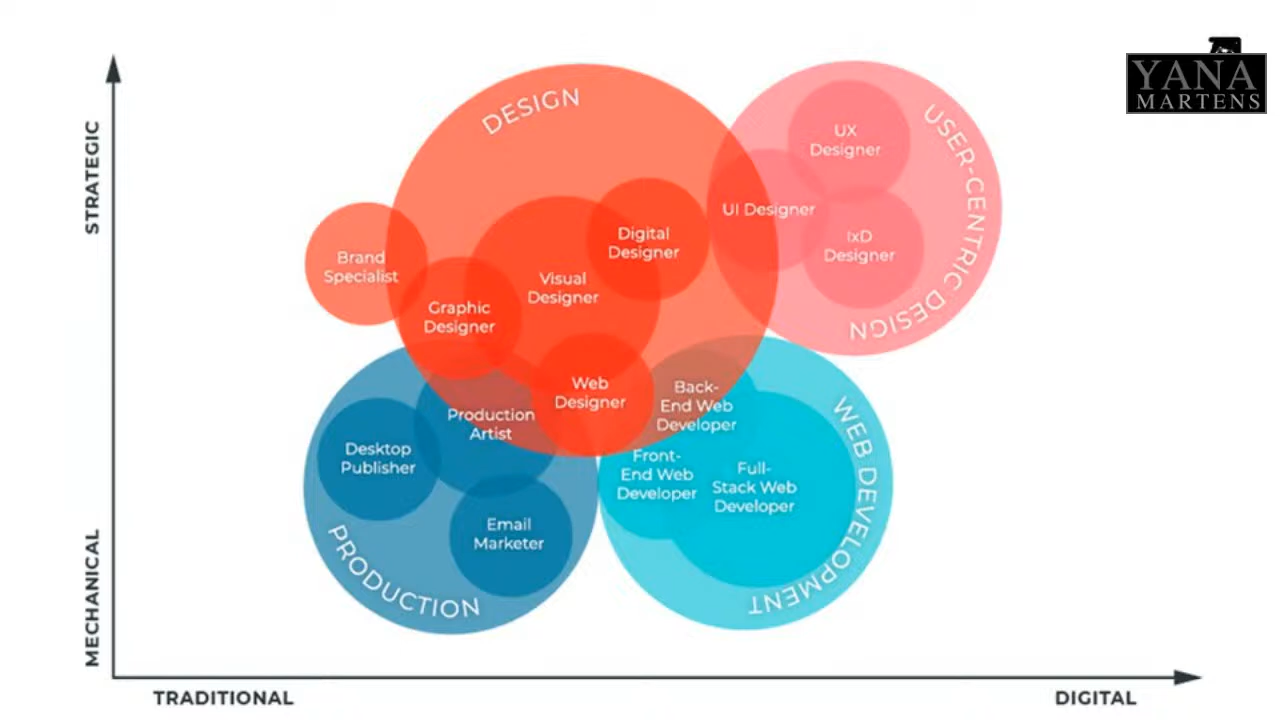 YANA
MARTENS
STRATEGIC
MECHANICAL
TRADITIONAL
DIGITAL
DESIGN
USER-CENTRIC DESIGN
UX
Designer
UI Designer
IxD
Designer
Digital
Designer
Brand
Specialist
Visual
Designer
Graphic
Designer
Web
Designer
Back-
End Web
Developer
Production
Artist
Desktop
Publisher
Front-
End Web
Developer
Full-
Stack Web
Developer
Email
Marketer
PRODUCTION
WEB DEVELOPMENT